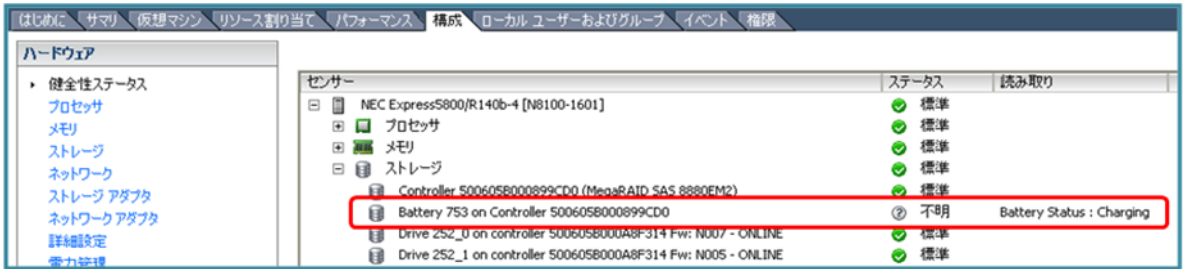 はじめに サマリ 仮想マシン リソース割り当て パフォーマンス 構成 ローカル ユーザーおよびグループ イベント 権限
ハードウェア
健全性ステータス
プロセッサ
メモリ
ストレージ
ネットワーク
ストレージ アダプタ
ネットワーク アダプタ
詳細設定
電力管理
センサー ステータス 読み取り
NEC Express5800/R140b-4 [N8100-1601] 標準
プロセッサ 標準
メモリ 標準
ストレージ 標準
Controller 500605B000899CD0 (MegaRAID SAS 8880EM2) 標準
Battery 753 on Controller 500605B000899CD0 不明 Battery Status : Charging
Drive 252_0 on controller 500605B000A8F314 Fw: N007 - ONLINE 標準
Drive 252_1 on controller 500605B000A8F314 Fw: N005 - ONLINE 標準